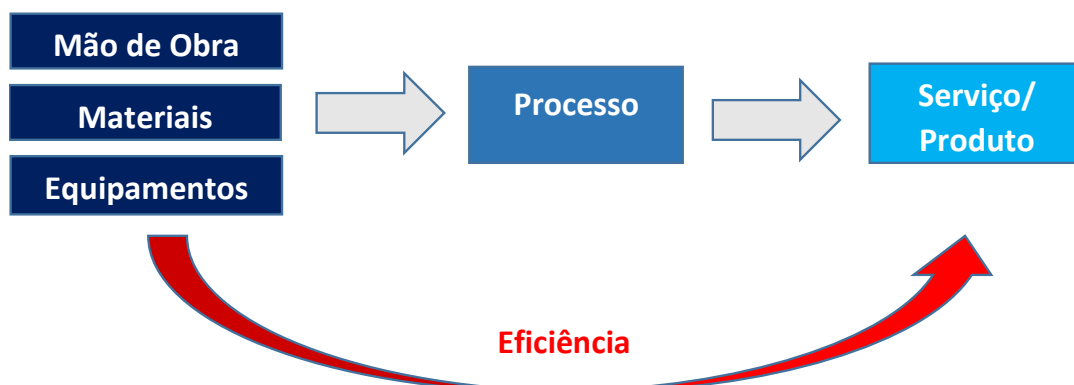 Mão de Obra
Materiais
Equipamentos
Processo
Serviço/
Produto
Eficiência